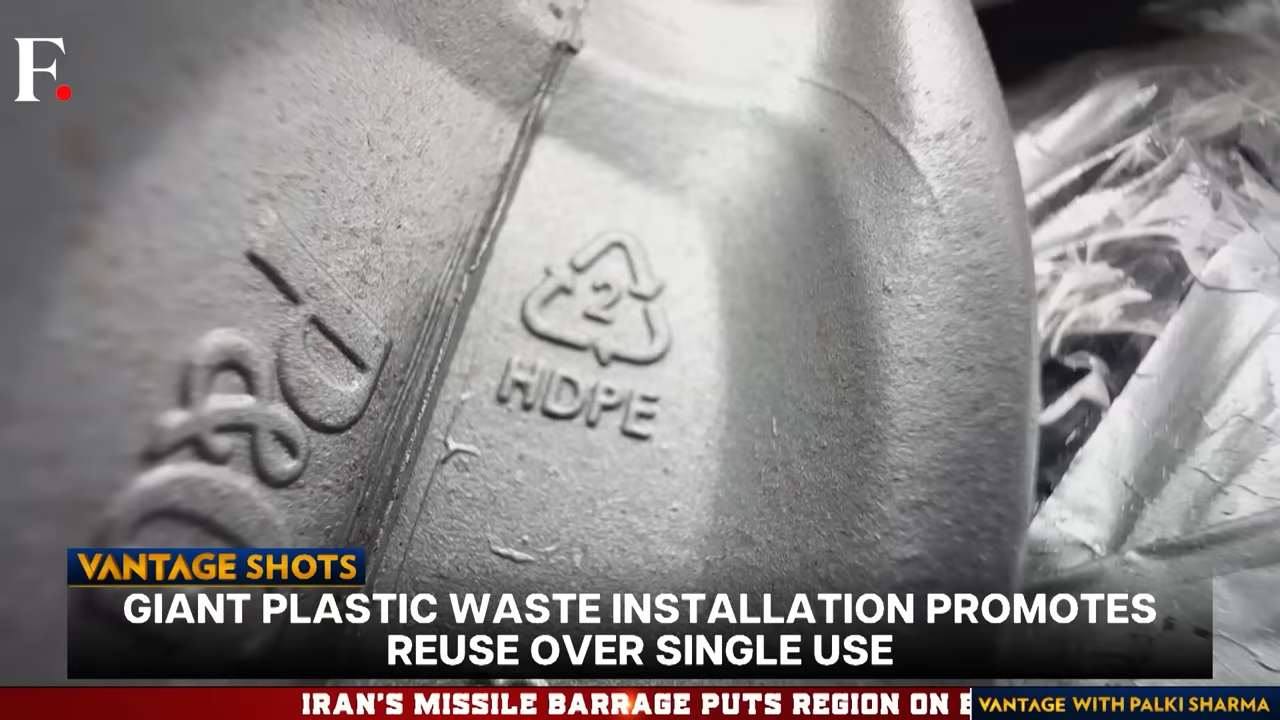 F.
2
HDPE
VANTAGE SHOTS
GIANT PLASTIC WASTE INSTALLATION PROMOTES
REUSE OVER SINGLE USE
IRAN'S MISSILE BARRAGE PUTS REGION ON
VANTAGE WITH PALKI SHARMA